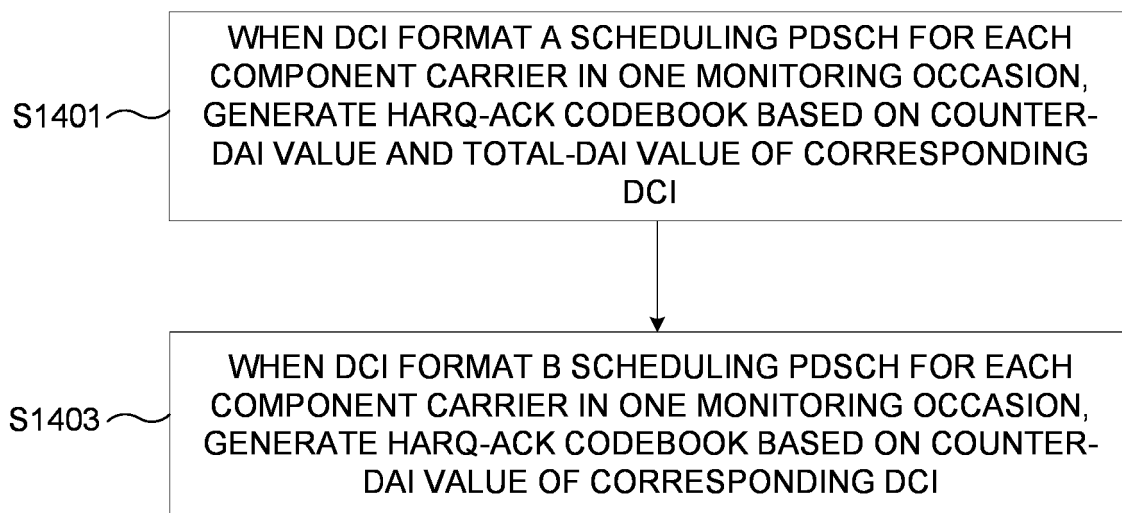 WHEN DCI FORMAT A SCHEDULING PDSCH FOR EACH
COMPONENT CARRIER IN ONE MONITORING OCCASION,
S1401
GENERATE HARQ-ACK CODEBOOK BASED ON COUNTER-
DAI VALUE AND TOTAL-DAI VALUE OF CORRESPONDING
DCI
WHEN DCI FORMAT B SCHEDULING PDSCH FOR EACH
COMPONENT CARRIER IN ONE MONITORING OCCASION,
S1403
GENERATE HARQ-ACK CODEBOOK BASED ON COUNTER-
DAI VALUE OF CORRESPONDING DCI